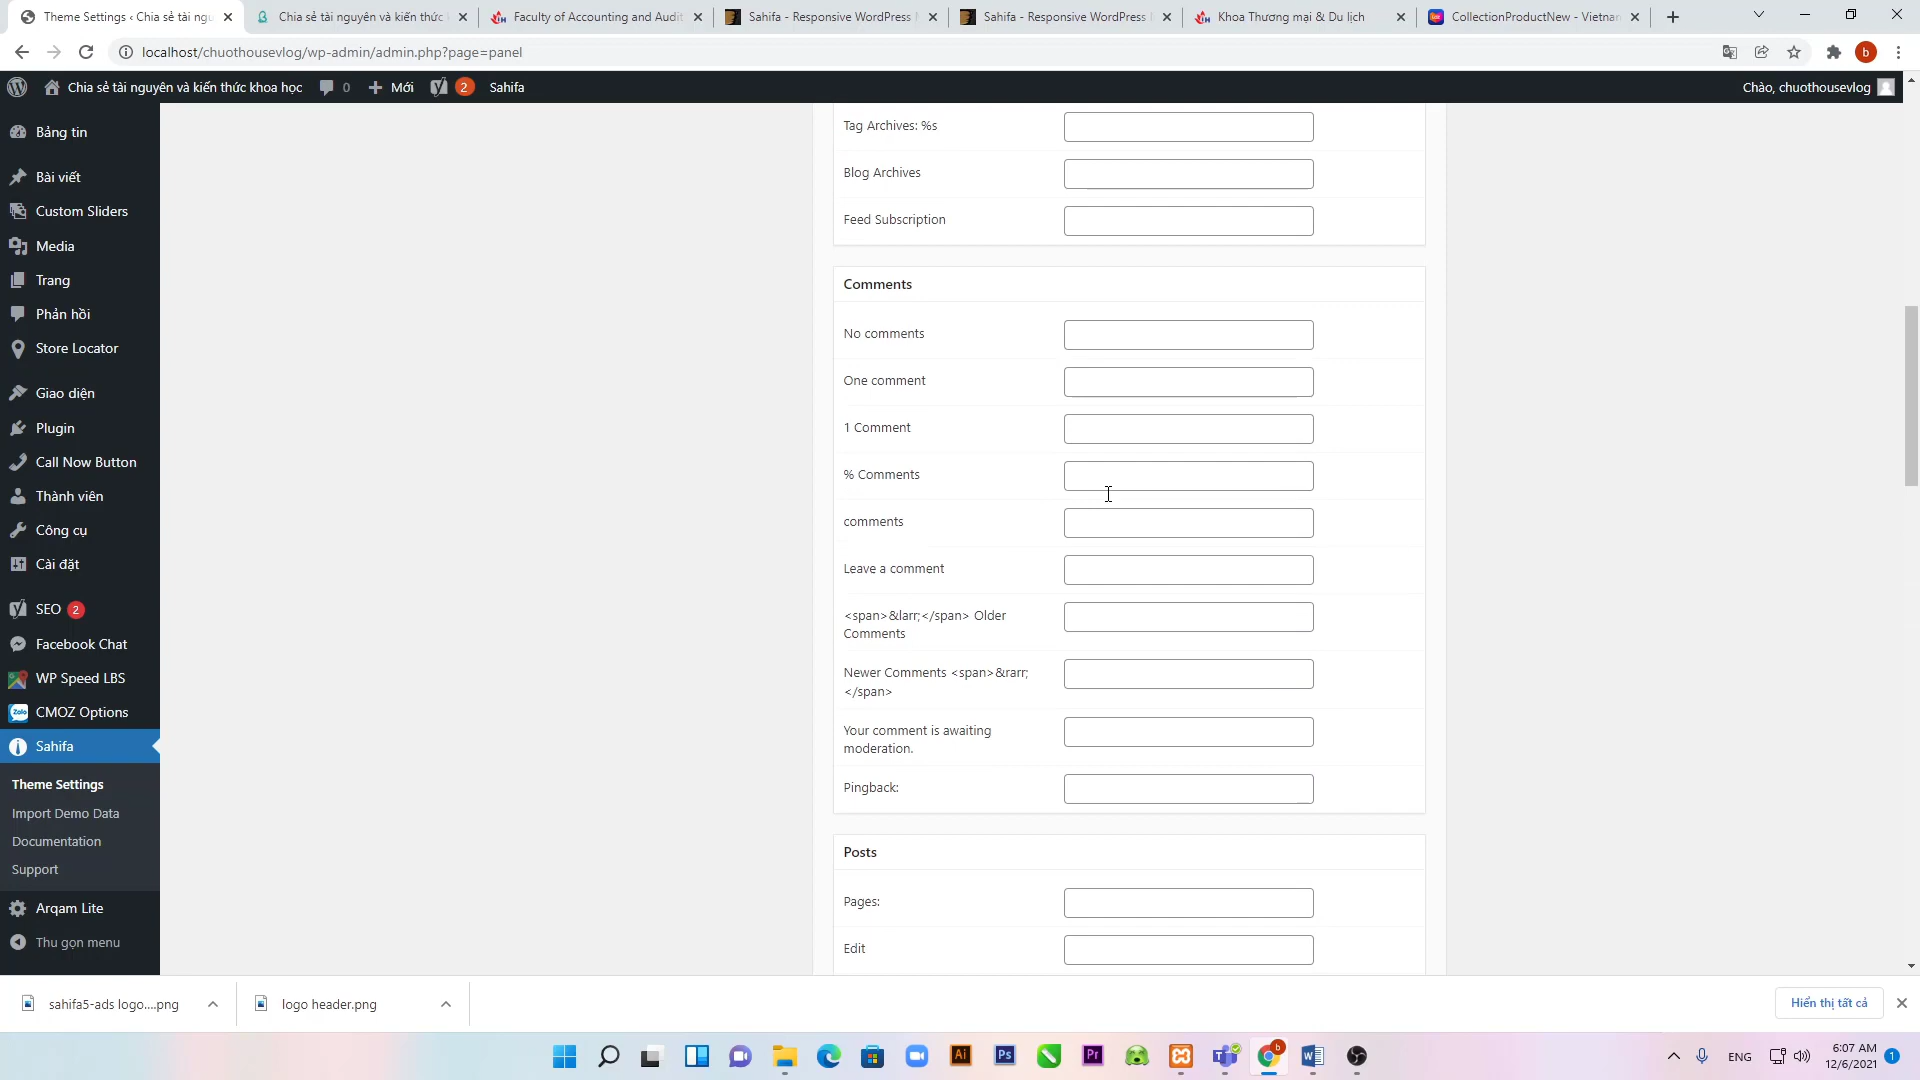 Theme Settings ‹ Chia sẻ tài ngu
Chia sẻ tài nguyên và kiến thức
Faculty of Accounting and Audit
Sahifa - Responsive WordPress
Sahifa - Responsive WordPress
Khoa Thương mại & Du lịch
CollectionProductNew - Vietnam
localhost/chuothousevlog/wp-admin/admin.php?page=panel
b
Chia sẻ tài nguyên và kiến thức khoa học
0
Mới
2
Sahifa
Chào, chuothousevlog
Bảng tin
Bài viết
Custom Sliders
Media
Trang
Phản hồi
Store Locator
Giao diện
Plugin
Call Now Button
Thành viên
Công cụ
Cài đặt
SEO 2
Facebook Chat
WP Speed LBS
Zalo
CMOZ Options
Sahifa
Theme Settings
Import Demo Data
Documentation
Support
Arqam Lite
Thu gọn menu
Tag Archives: %s
Blog Archives
Feed Subscription
Comments
No comments
One comment
1 Comment
% Comments
comments
Leave a comment
<span>&larr;</span> Older
Comments
Newer Comments <span>&rarr;
</span>
Your comment is awaiting
moderation.
Pingback:
Posts
Pages:
Edit
sahifa5-ads logo....png
logo header.png
Hiển thị tất cả
Ai
Ps
Pr
b
ENG
6:07 AM
12/6/2021
1